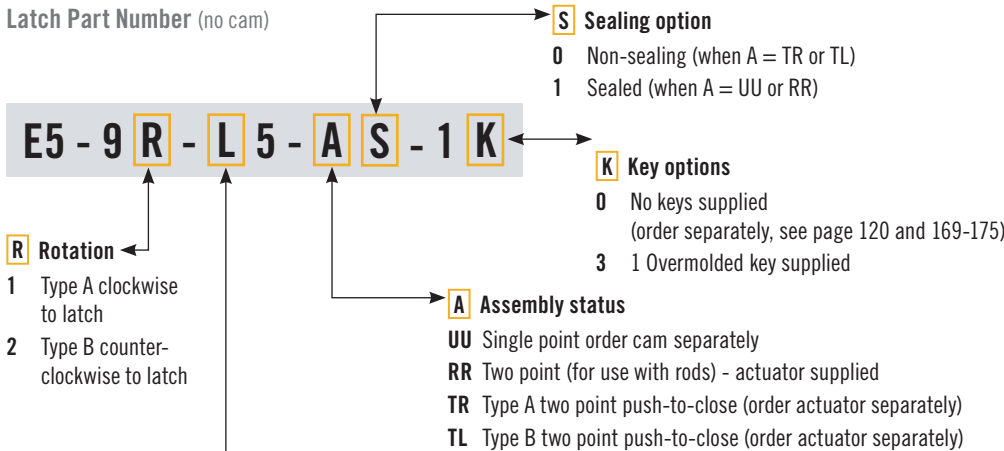 Latch Part Number (no cam)
S Sealing option
0 Non-sealing (when A = TR or TL)
1 Sealed (when A = UU or RR)
E5 - 9 R - L 5 - A S - 1 K
K Key options
0 No keys supplied
(order separately, see page 120 and 169-175)
3 1 Overmolded key supplied
R Rotation
1 Type A clockwise
to latch
2 Type B counter-
clockwise to latch
A Assembly status
UU Single point order cam separately
RR Two point (for use with rods) - actuator supplied
TR Type A two point push-to-close (order actuator separately)
TL Type B two point push-to-close (order actuator separately)